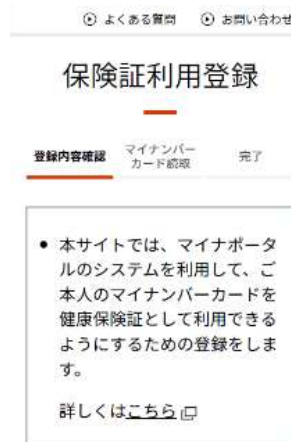 よくある質問 お問い合わせ
保険証利用登録
登録内容確認 マイナンバー
カード読取 完了
本サイトでは、マイナポータ
ルのシステムを利用して、ご
本人のマイナンバーカードを
健康保険証として利用できる
ようにするための登録をしま
す。
詳しくはこちら